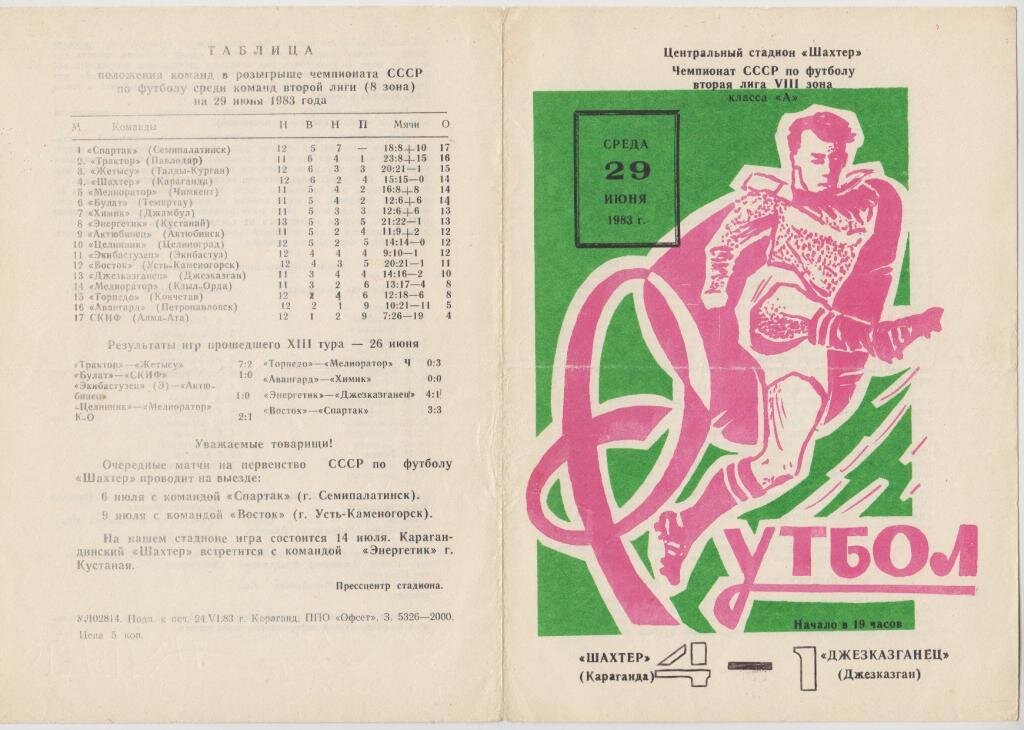 ТАБЛИЦА
положения команд в розыгрыше чемпионата СССР
по футболу среди команд второй лиги (8 зона)
на 29 июня 1983 года
М Команды И В Н П Мячи О
1 «Спартак» (Семипалатинск) 12 5 7 — 18:8+10 17
2. «Трактор» (Павлодар) 11 6 4 1 23:8+15 16
3. «Жетысу» (Талды-Курган) 12 6 3 3 20:21—1 15
4. «Шахтер» (Караганда) 12 6 2 4 15:15—0 14
5 «Мелиоратор» (Чимкент) 11 5 4 2 16:8+8 14
6 «Булат» (Темиртау) 11 5 4 2 12:6+6 14
7 «Химик» (Джамбул) 11 5 3 3 12:6+6 13
8 «Энергетик» (Кустанай) 13 5 3 5 21:22—1 13
9 «Актюбинец» (Актюбинск) 11 5 2 4 11:9+2 12
10 «Целинник» (Целиноград) 12 5 2 5 14:14—0 12
11 «Экибастузец» (Экибастуз) 12 4 4 4 9:10—1 12
12 «Восток» (Усть-Каменогорск) 12 4 3 5 20:21—1 11
13 «Джезказганец» (Джезказган) 11 3 4 4 14:16—2 10
14 «Мелиоратор» (Кзыл-Орда) 11 3 2 6 13:17—4 8
15 «Торпедо» (Кокчетав) 12 2 4 6 12:18—6 8
16 «Авангард» (Петропавловск) 12 2 1 9 10:21—11 5
17 СКИФ (Алма-Ата) 12 1 2 9 7:26—19 4
Результаты игр прошедшего XIII тура — 26 июня
«Трактор»—«Жетысу» 7:2
«Булат»—«СКИФ» 1:0
«Экибастузец» (Э)—«Актю-
бинец» 1:0
«Целинник»—«Мелиоратор»
К-О 2:1
«Торпедо»—«Мелиратор» Ч 0:3
«Авангард»—«Химик» 0:0
«Энергетик»—«Джезказганец» 4:1
«Восток»—«Спартак» 3:3
Уважаемые товарищи!
Очередные матчи на первенство СССР по футболу
«Шахтер» проводит на выезде:
6 июля с командой «Спартак» (г. Семипалатинск).
9 июля с командой «Восток» (г. Усть-Каменогорск).
На нашем стадионе игра состоится 14 июля. Караган-
динский «Шахтер» встретится с командой «Энергетик» г.
Кустаная.
Прессцентр стадиона.
УЛ02814. Подп. к печ. 24.VI.83 г. Караганд. ППО «Офсет». З. 5326—2000.
Цена 5 коп.
Центральный стадион «Шахтер»
Чемпионат СССР по футболу
вторая лига VIII зона
класса «А»
СРЕДА
29
ИЮНЯ
1983 г.
ФУТБОЛ
Начало в 19 часов
«ШАХТЕР»
(Караганда)
4 — 1
«ДЖЕЗКАЗГАНЕЦ»
(Джезказган)